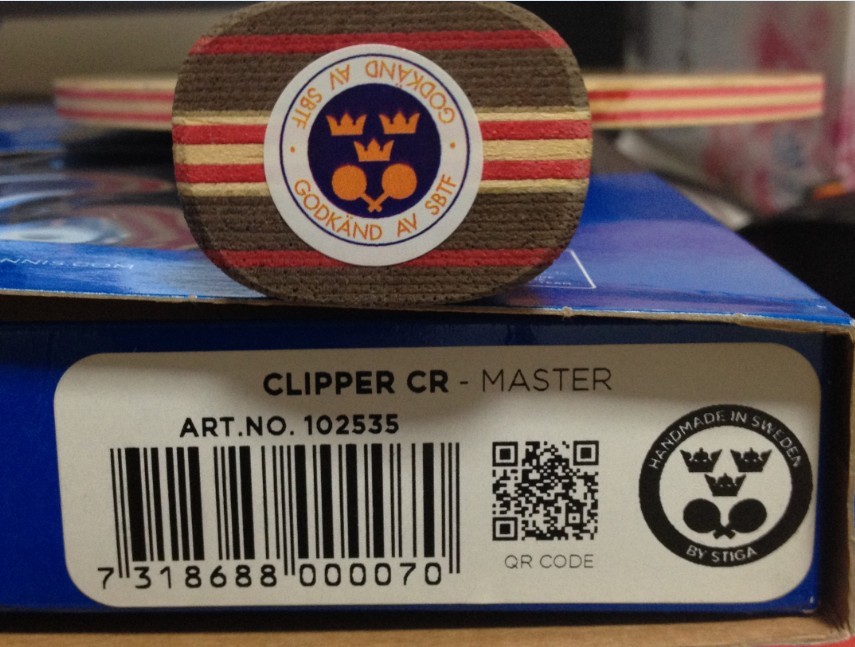 GODKÄND AV SBTF
GODKÄND AV SBTF
CLIPPER CR - MASTER
ART.NO. 102535
7 318688 000070
QR CODE
HANDMADE IN SWEDEN
BY STIGA